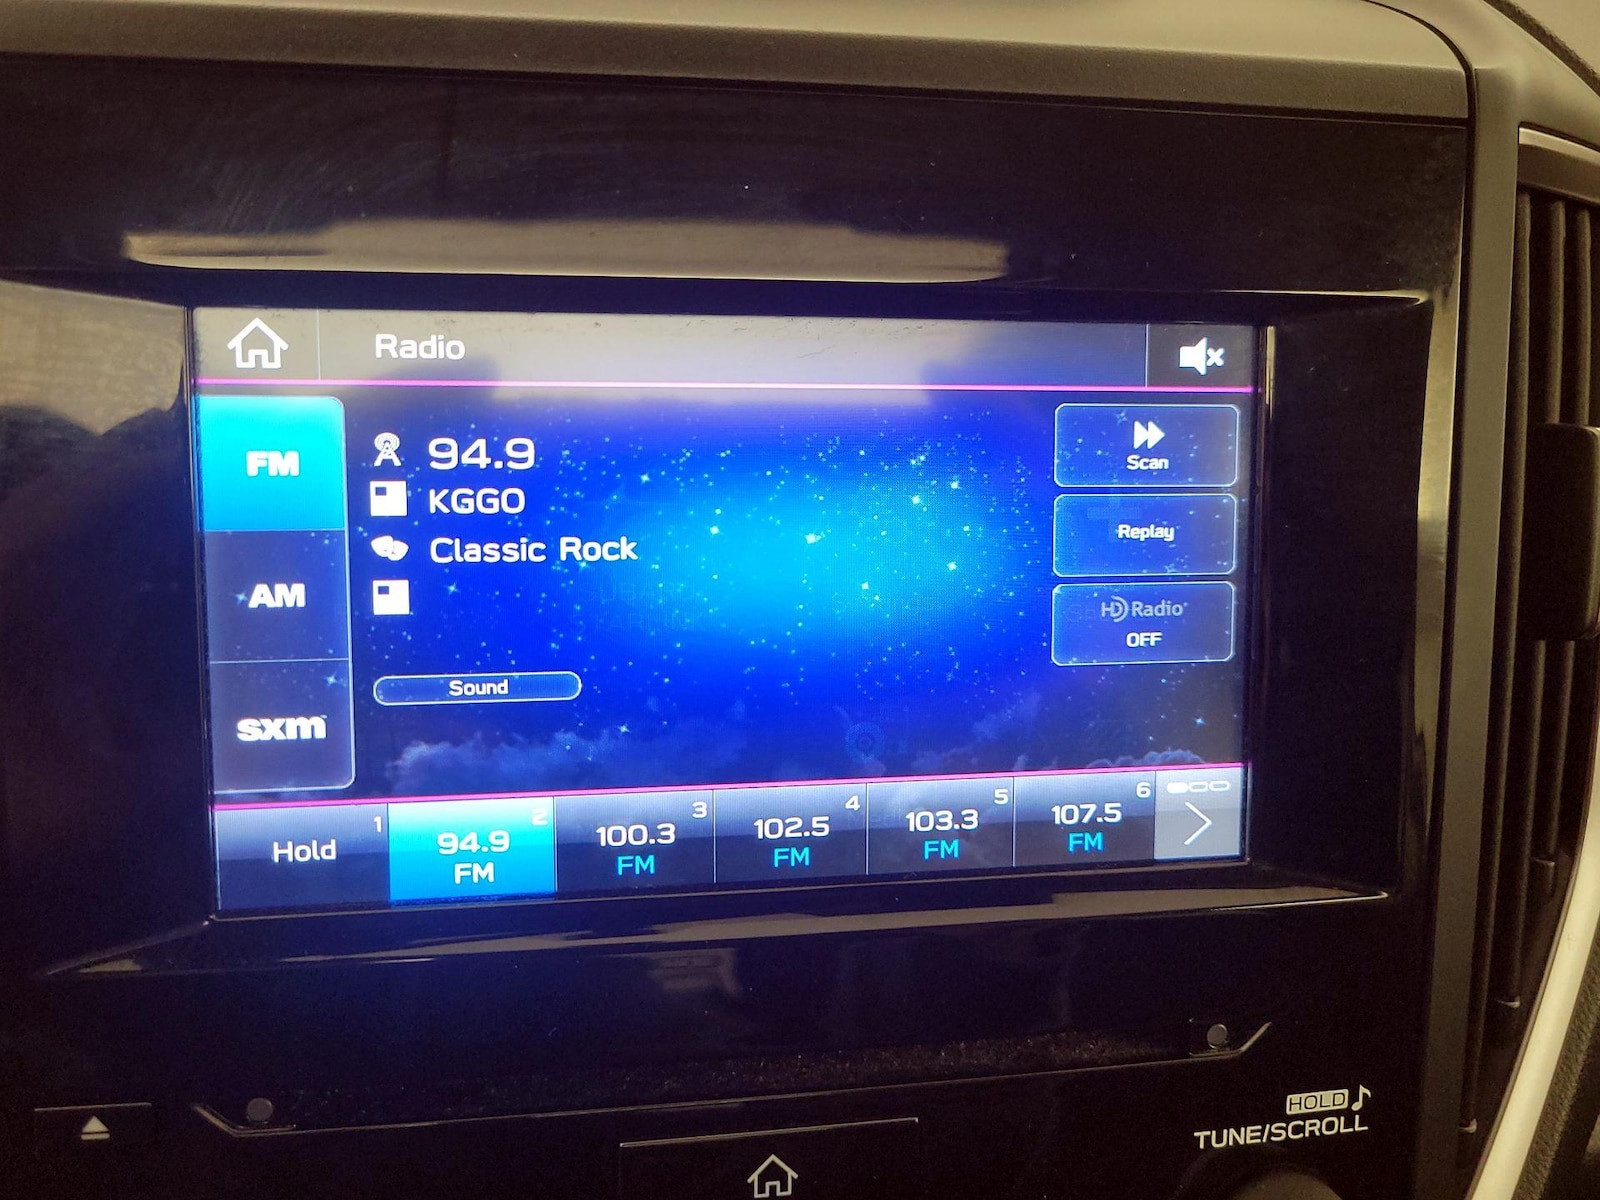 Radio
FM
94.9
KGGO
Classic Rock
AM
sxm
Sound
Scan
Replay
HD Radio
OFF
1
Hold
2
94.9
FM
3
100.3
FM
4
102.5
FM
5
103.3
FM
6
107.5
FM
HOLD
TUNE/SCROLL